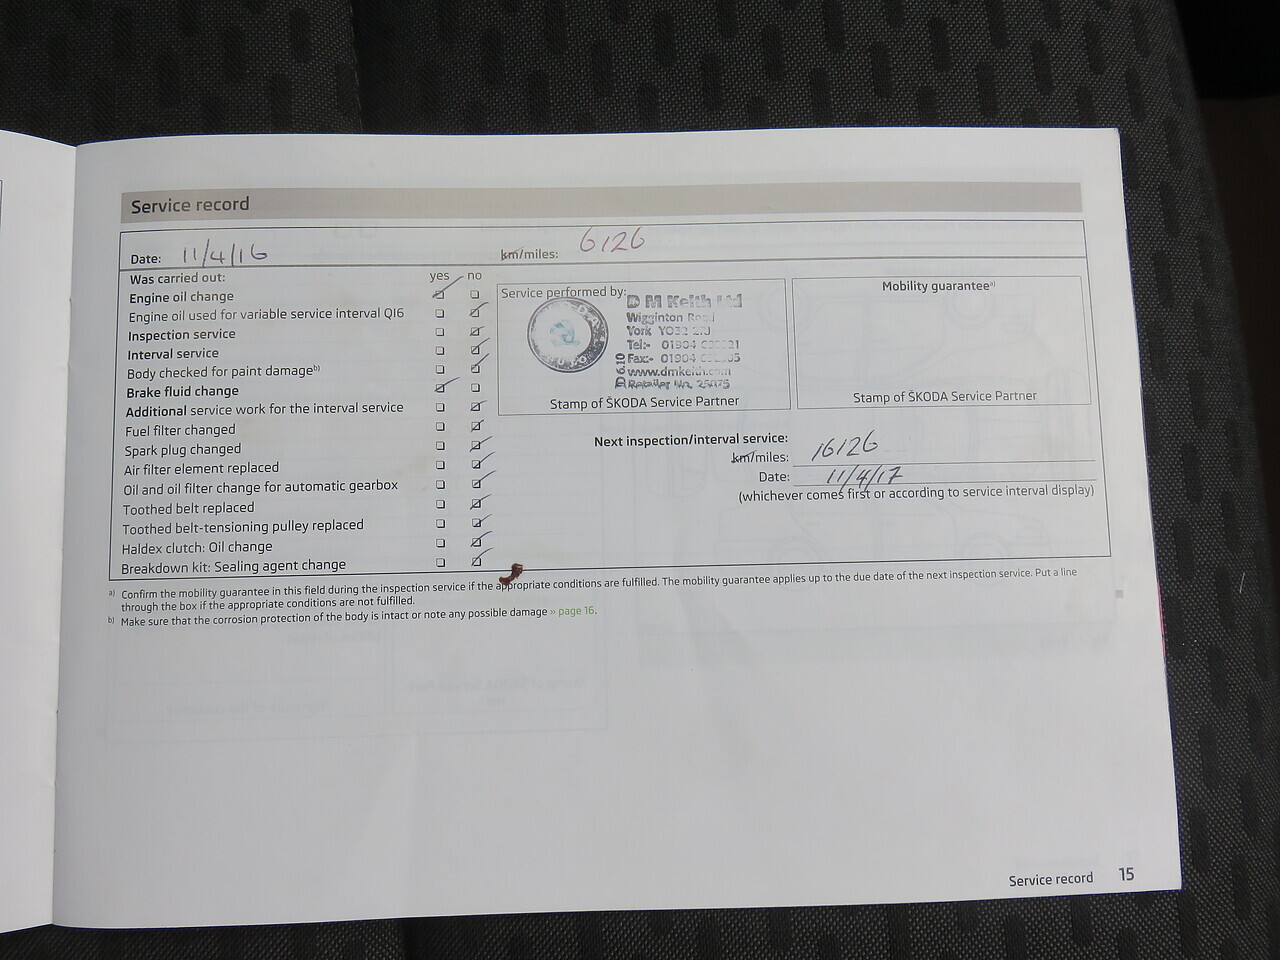 Service record
Date: 11/4/16 km/miles: 6126
Was carried out: yes no
Engine oil change
Engine oil used for variable service interval QI6
Inspection service
Interval service
Body checked for paint damage b)
Brake fluid change
Additional service work for the interval service
Fuel filter changed
Spark plug changed
Air filter element replaced
Oil and oil filter change for automatic gearbox
Toothed belt replaced
Toothed belt-tensioning pulley replaced
Haldex clutch: Oil change
Breakdown kit: Sealing agent change
Service performed by:
D M Keith Ltd
Wigginton Road
York YO32 2RJ
Tel:- 01904
Fax:- 01904
www.dmkeith.com
Retailer No. 25075
Stamp of ŠKODA Service Partner
Mobility guarantee a)
Stamp of ŠKODA Service Partner
Next inspection/interval service:
km/miles: 16126
Date: 11/4/17
(whichever comes first or according to service interval display)
a) Confirm the mobility guarantee in this field during the inspection service if the appropriate conditions are fulfilled. The mobility guarantee applies up to the due date of the next inspection service. Put a line
through the box if the appropriate conditions are not fulfilled.
b) Make sure that the corrosion protection of the body is intact or note any possible damage » page 16.
Service record 15